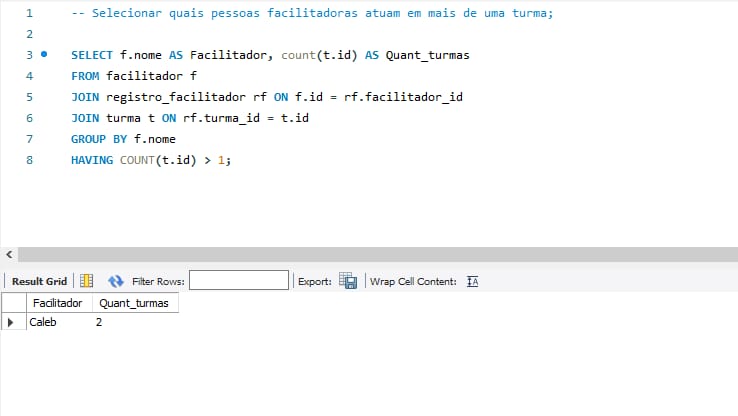 1 -- Selecionar quais pessoas facilitadoras atuam em mais de uma turma;
2
3 SELECT f.nome AS Facilitador, count(t.id) AS Quant_turmas
4 FROM facilitador f
5 JOIN registro_facilitador rf ON f.id = rf.facilitador_id
6 JOIN turma t ON rf.turma_id = t.id
7 GROUP BY f.nome
8 HAVING COUNT(t.id) > 1;
Result Grid Filter Rows: Export: Wrap Cell Content: IA
Facilitador Quant_turmas
Caleb 2